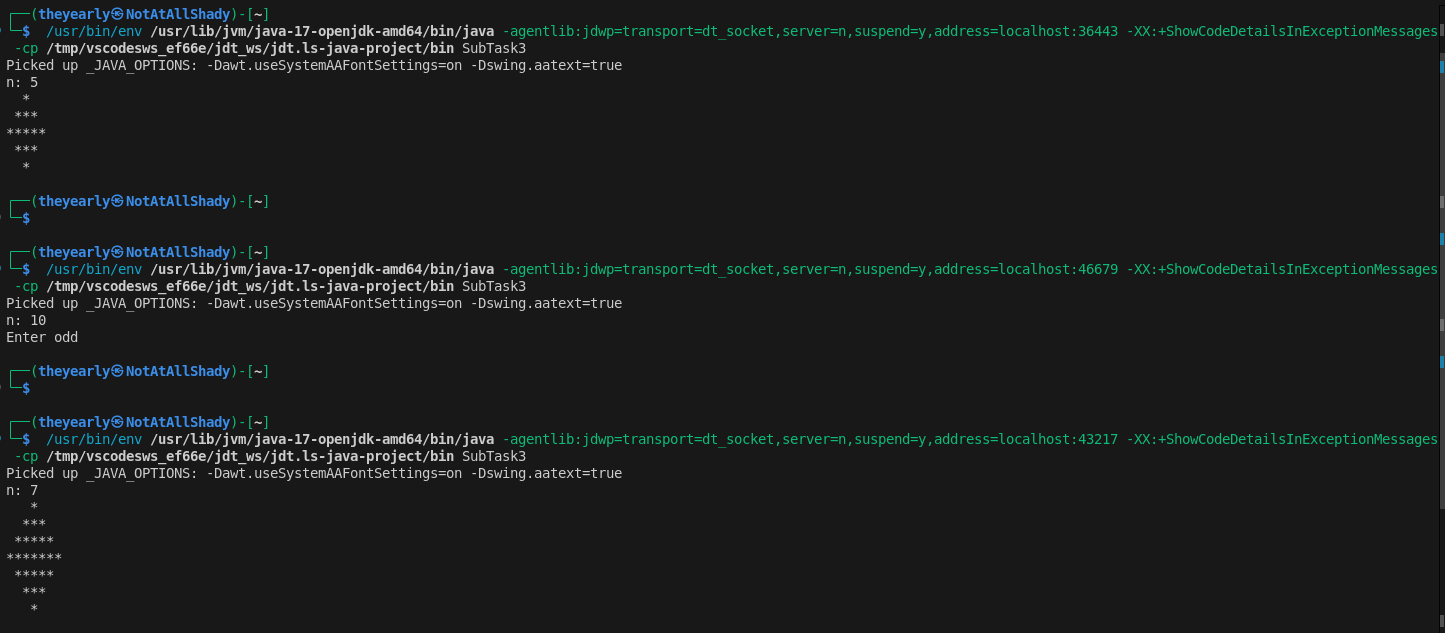 ┌──(theyearly㉿NotAtAllShady)-[~]
└─$  /usr/bin/env /usr/lib/jvm/java-17-openjdk-amd64/bin/java -agentlib:jdwp=transport=dt_socket,server=n,suspend=y,address=localhost:36443 -XX:+ShowCodeDetailsInExceptionMessages
 -cp /tmp/vscodesws_ef66e/jdt_ws/jdt.ls-java-project/bin SubTask3
Picked up _JAVA_OPTIONS: -Dawt.useSystemAAFontSettings=on -Dswing.aatext=true
n: 5
  *
 ***
*****
 ***
  *

┌──(theyearly㉿NotAtAllShady)-[~]
└─$

┌──(theyearly㉿NotAtAllShady)-[~]
└─$  /usr/bin/env /usr/lib/jvm/java-17-openjdk-amd64/bin/java -agentlib:jdwp=transport=dt_socket,server=n,suspend=y,address=localhost:46679 -XX:+ShowCodeDetailsInExceptionMessages
 -cp /tmp/vscodesws_ef66e/jdt_ws/jdt.ls-java-project/bin SubTask3
Picked up _JAVA_OPTIONS: -Dawt.useSystemAAFontSettings=on -Dswing.aatext=true
n: 10
Enter odd

┌──(theyearly㉿NotAtAllShady)-[~]
└─$

┌──(theyearly㉿NotAtAllShady)-[~]
└─$  /usr/bin/env /usr/lib/jvm/java-17-openjdk-amd64/bin/java -agentlib:jdwp=transport=dt_socket,server=n,suspend=y,address=localhost:43217 -XX:+ShowCodeDetailsInExceptionMessages
 -cp /tmp/vscodesws_ef66e/jdt_ws/jdt.ls-java-project/bin SubTask3
Picked up _JAVA_OPTIONS: -Dawt.useSystemAAFontSettings=on -Dswing.aatext=true
n: 7
   *
  ***
 *****
*******
 *****
  ***
   *